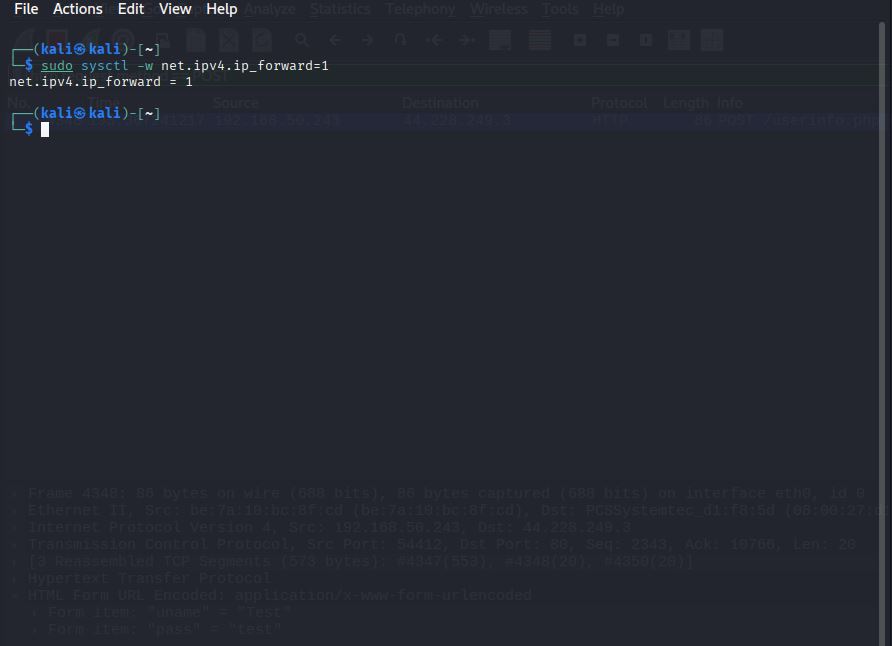 File Actions Edit View Help Analyze Statistics Telephony Wireless Tools Help
┌──(kali㉿kali)-[~]
└─$ sudo sysctl -w net.ipv4.ip_forward=1
net.ipv4.ip_forward = 1
No. Time Source Destination Protocol Length Info
┌──(kali㉿kali)-[~]
192.168.50.243 44.228.249.3 HTTP 86 POST /userinfo.php
└─$
Frame 4348: 86 bytes on wire (688 bits), 86 bytes captured (688 bits) on interface eth0, id 0
Ethernet II, Src: be:7a:10:bc:8f:cd (be:7a:10:bc:8f:cd), Dst: PCSSystemtec_d1:f8:5d (08:00:27:d
Internet Protocol Version 4, Src: 192.168.50.243, Dst: 44.228.249.3
Transmission Control Protocol, Src Port: 54412, Dst Port: 80, Seq: 2343, Ack: 10766, Len: 20
[3 Reassembled TCP Segments (573 bytes): #4347(553), #4348(20), #4350(20)]
Hypertext Transfer Protocol
HTML Form URL Encoded: application/x-www-form-urlencoded
Form item: "uname" = "Test"
Form item: "pass" = "test"